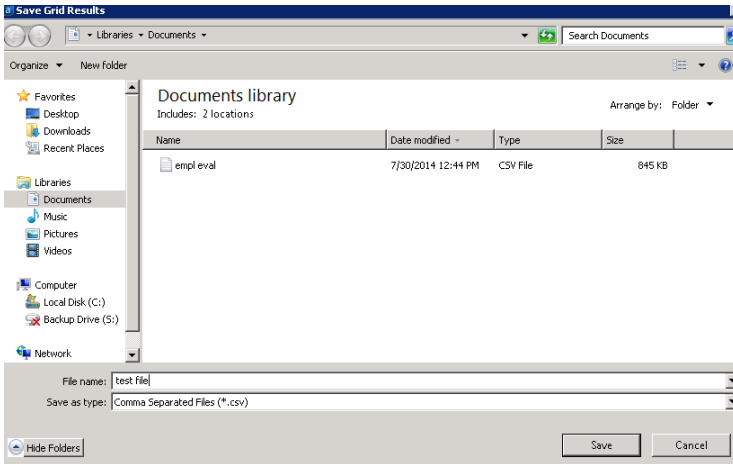 Save Grid Results
Libraries Documents
Search Documents
Organize New folder
Favorites
Desktop
Downloads
Recent Places
Libraries
Documents
Music
Pictures
Videos
Computer
Local Disk (C:)
Backup Drive (S:)
Network
Documents library
Includes: 2 locations
Arrange by: Folder
Name Date modified Type Size
empl eval 7/30/2014 12:44 PM CSV File 845 KB
File name: test file
Save as type: Comma Separated Files (*.csv)
Hide Folders
Save Cancel